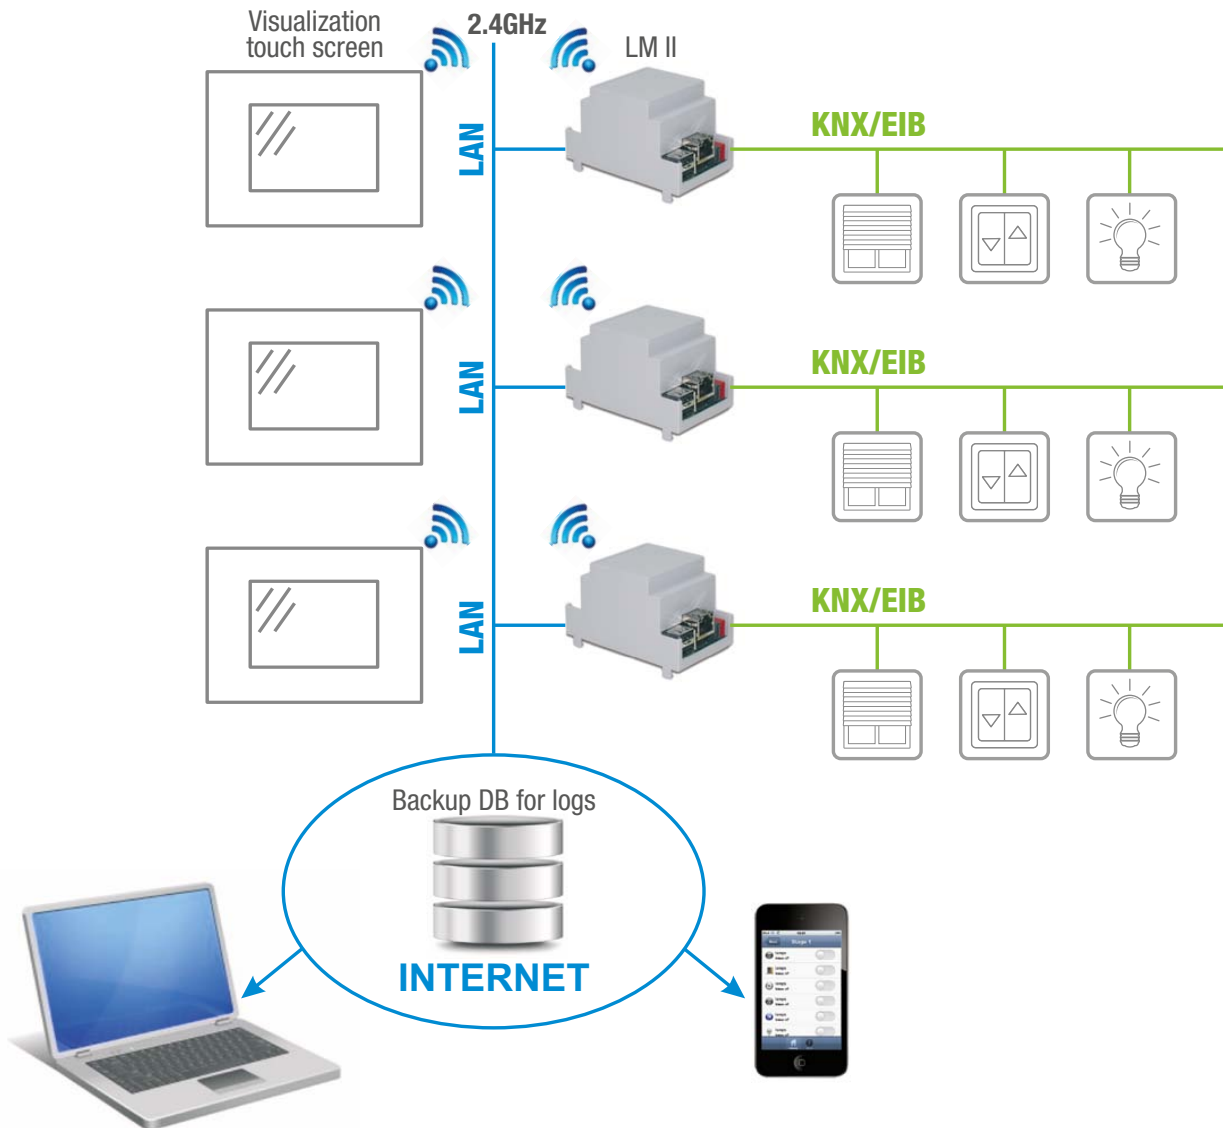 Visualization
touch screen
2.4GHz
LM II
LAN
KNX/EIB
LAN
KNX/EIB
LAN
KNX/EIB
Backup DB for logs
INTERNET